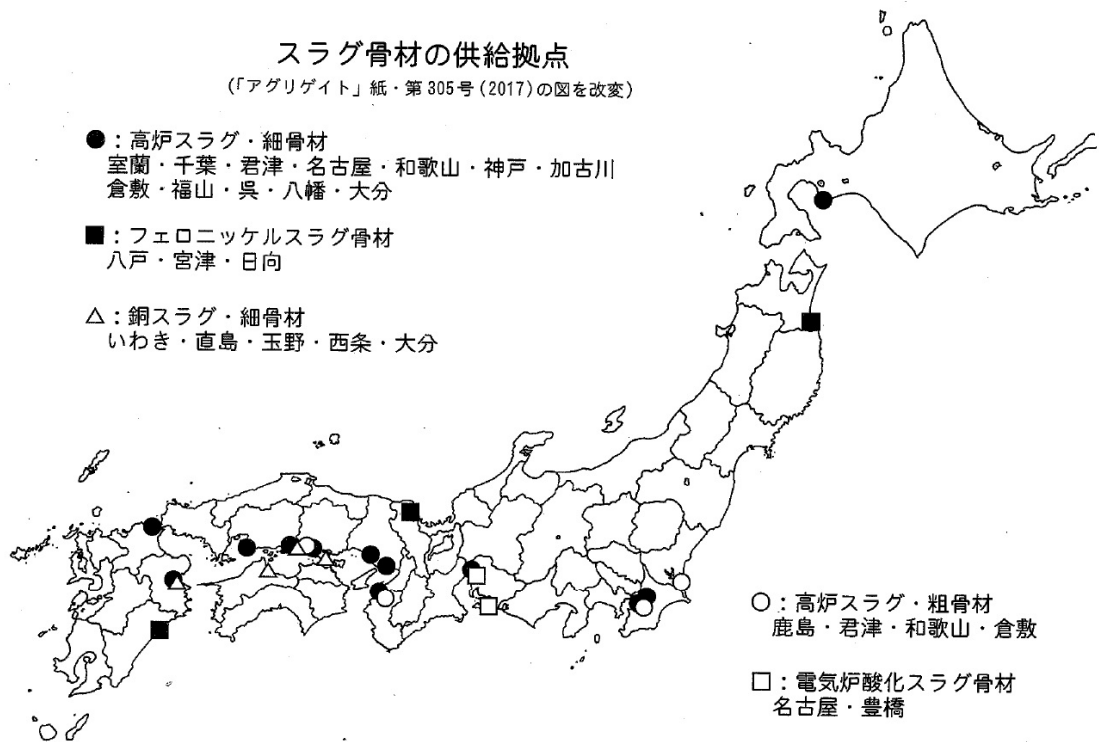 スラグ骨材の供給拠点
(「アグリゲイト」紙・第305号(2017)の図を改変)
●：高炉スラグ・細骨材
室蘭・千葉・君津・名古屋・和歌山・神戸・加古川
倉敷・福山・呉・八幡・大分
■：フェロニッケルスラグ骨材
八戸・宮津・日向
△：銅スラグ・細骨材
いわき・直島・玉野・西条・大分
○：高炉スラグ・粗骨材
鹿島・君津・和歌山・倉敷
□：電気炉酸化スラグ骨材
名古屋・豊橋